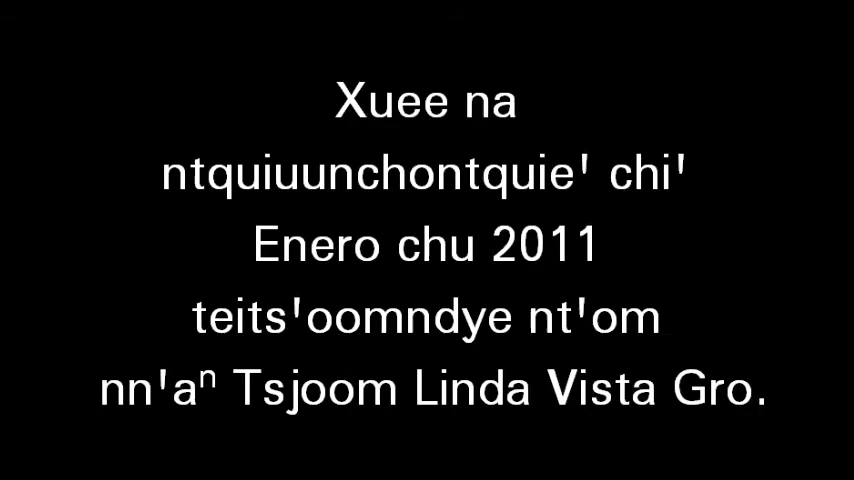 Xuee na
ntquiuunchontquie' chi'
Enero chu 2011
teits'oomndye nt'om
nn'aⁿ Tsjoom Linda Vista Gro.